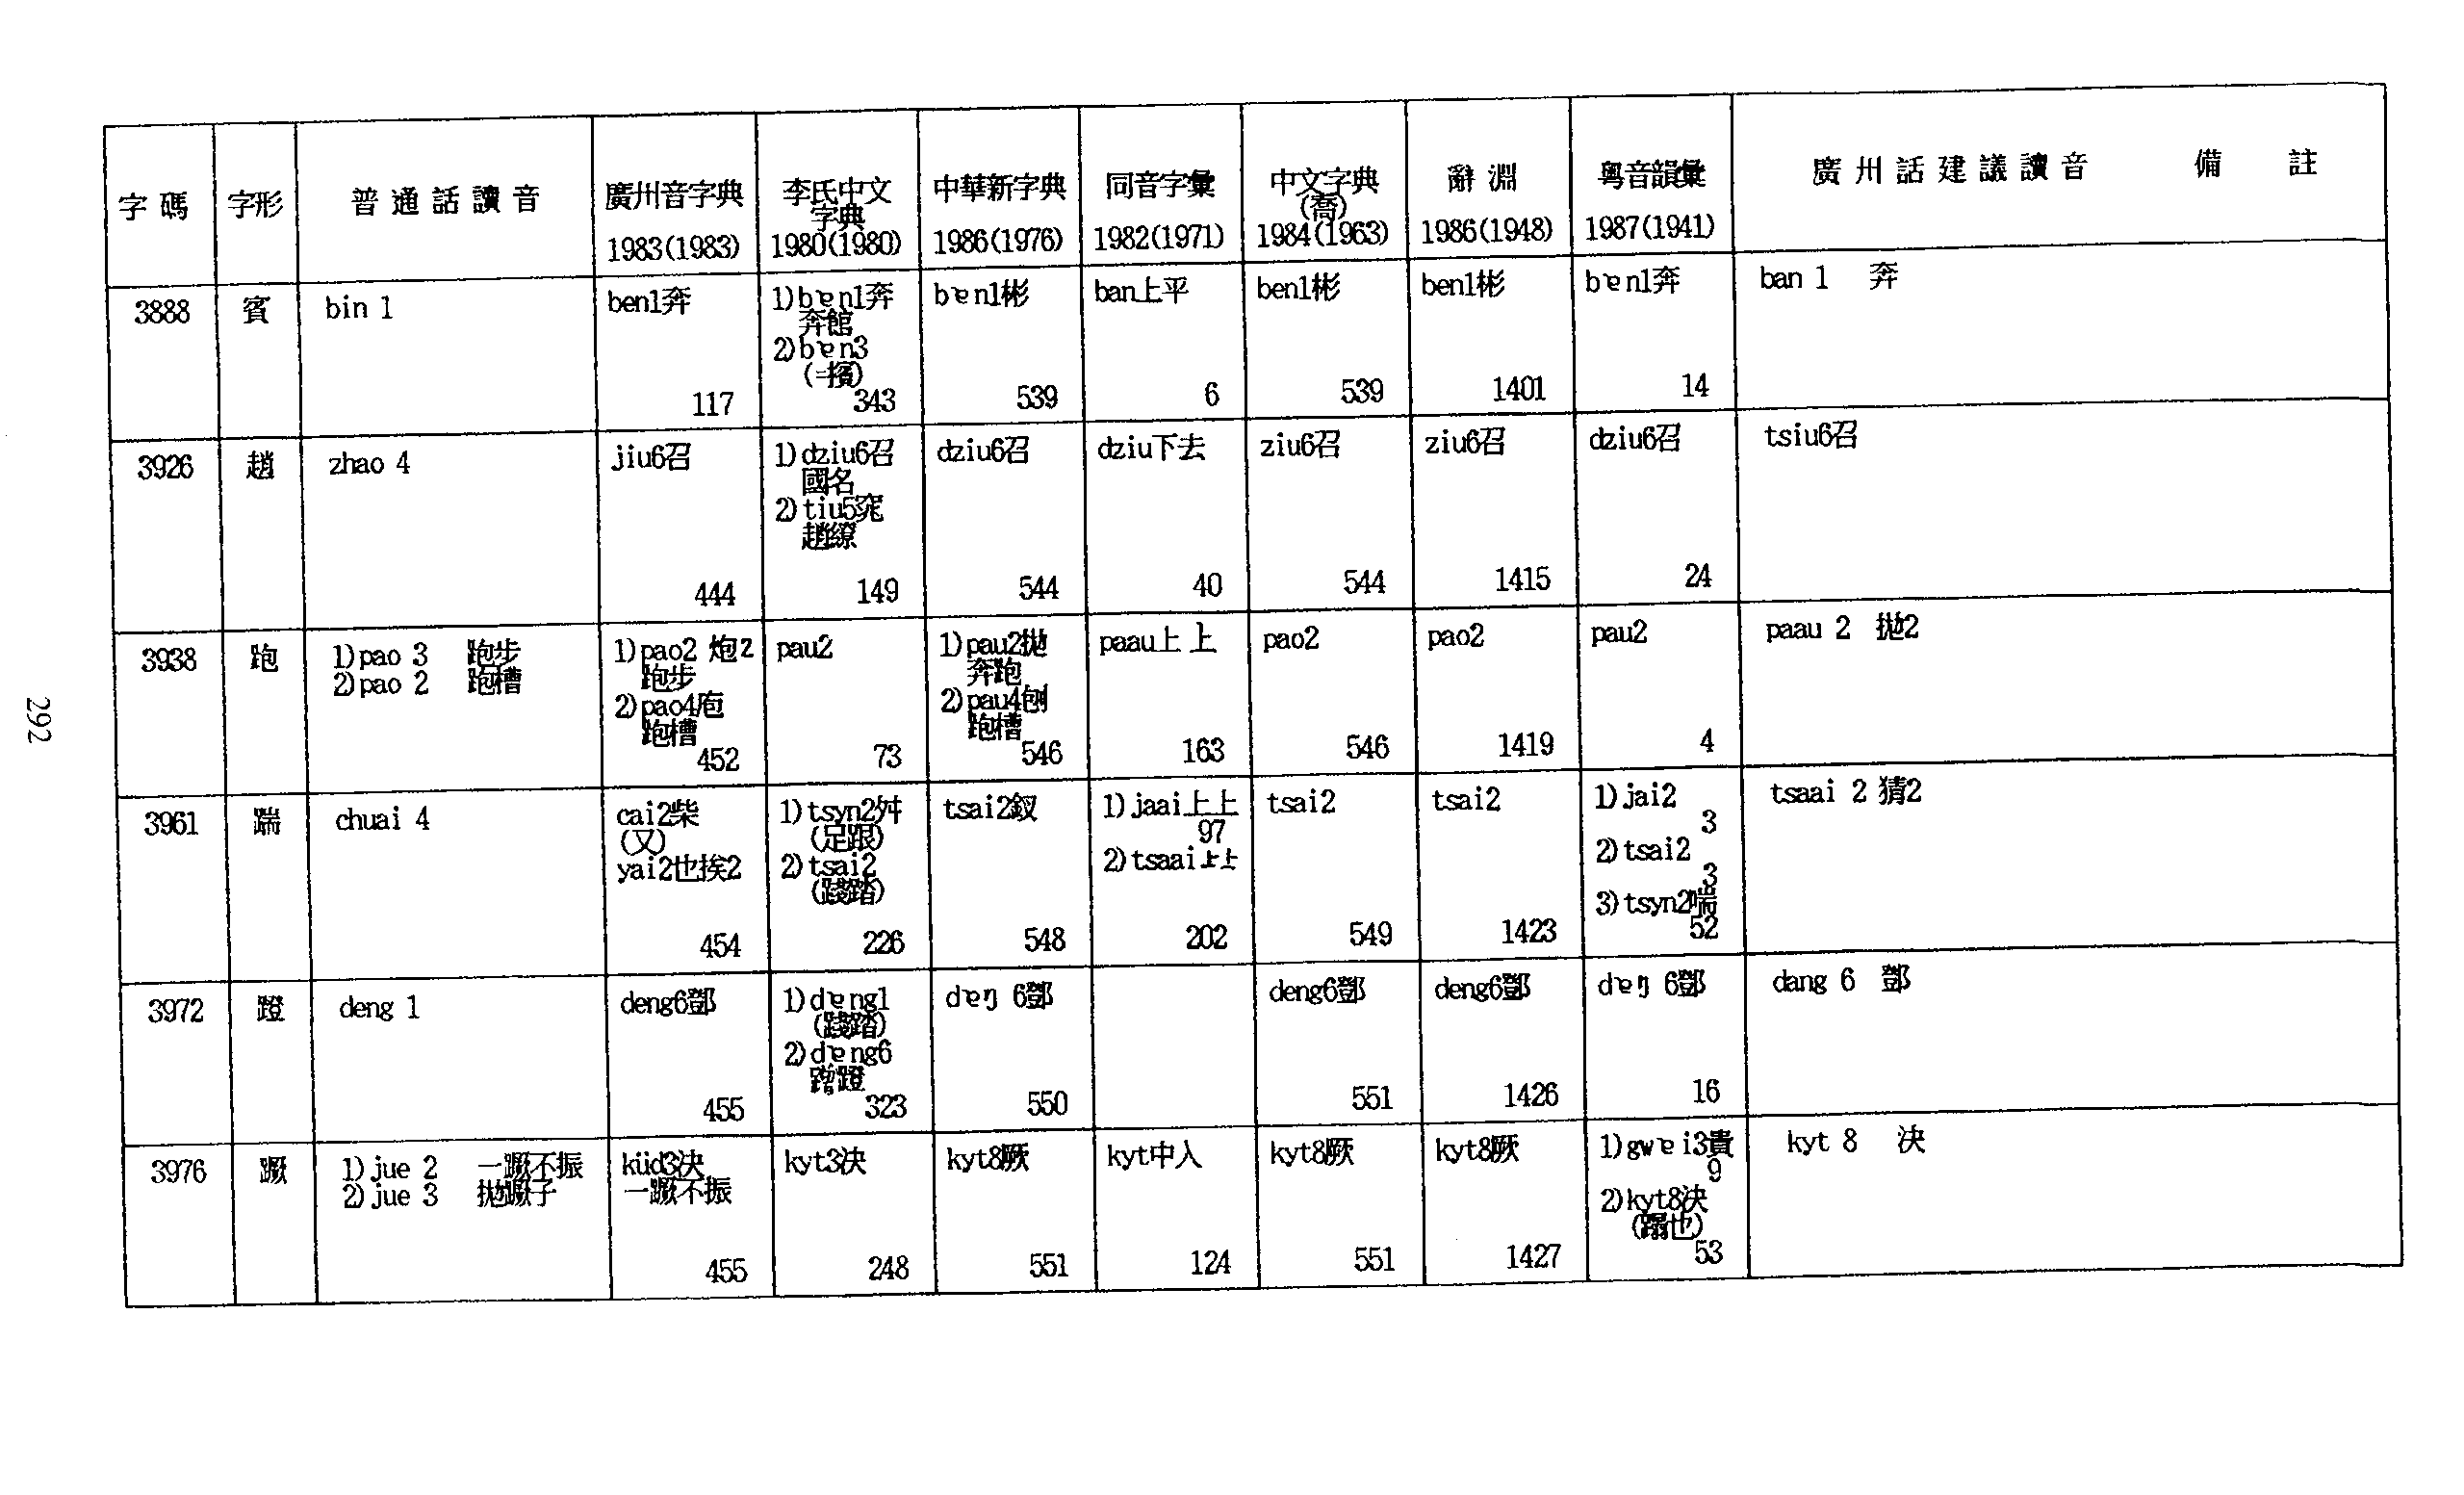 字碼 字形 普通話讀音 廣州音字典 1983(1983) 李氏中文字典 1980(1980) 中華新字典 1986(1976) 同音字彙 1982(1971) 中文字典(喬) 1984(1963) 辭淵 1986(1948) 粤音韻彙 1987(1941) 廣州話建議讀音 備註
3888 賓 bin 1
ben1奔
117
1)bɐn1奔
奔館
2)bɐn3
343
bɐn1彬
539
ban上平
6
ben1彬
539
ben1彬
1401
bɐn1奔
14
ban 1 奔
3926 趙 zhao 4
jiu6召
444
1)dziu6召
國名
2)tiu5窕
趙繚
149
dziu6召
544
dziu下去
40
ziu6召
544
ziu6召
1415
dziu6召
24
tsiu6召
3938 跑
1)pao 3 跑步
2)pao 2 跑槽
1)pao2 炮2
跑步
2)pao4庖
跑槽
452
pau2
73
1)pau2抛
奔跑
2)pau4刨
跑槽
546
paau上上
163
pao2
546
pao2
1419
pau2
4
paau 2 抛2
3961 踹 chuai 4
cai2柴
(又)
yai2也挨2
454
1)tsyn2舛
(足跟)
2)tsai2
(踐踏)
226
tsai2釵
548
1)jaai上上
97
2)tsaai上上
202
tsai2
549
tsai2
1423
1)jai2
3
2)tsai2
3
3)tsyn2喘
52
tsaai 2 猜2
3972 蹬 deng 1
deng6鄧
455
1)dɐng1
(踐踏)
2)dɐng6
蹭蹬
323
dɐŋ 6鄧
550
deng6鄧
551
deng6鄧
1426
dɐŋ 6鄧
16
dang 6 鄧
3976 蹶
1)jue 2 一蹶不振
2)jue 3 抛蹶子
küd3決
一蹶不振
455
kyt3決
248
kyt8厥
551
kyt中入
124
kyt8厥
551
kyt8厥
1427
1)gwɐi3貴
9
2)kyt8決
(蹋也)
53
kyt 8 決
292